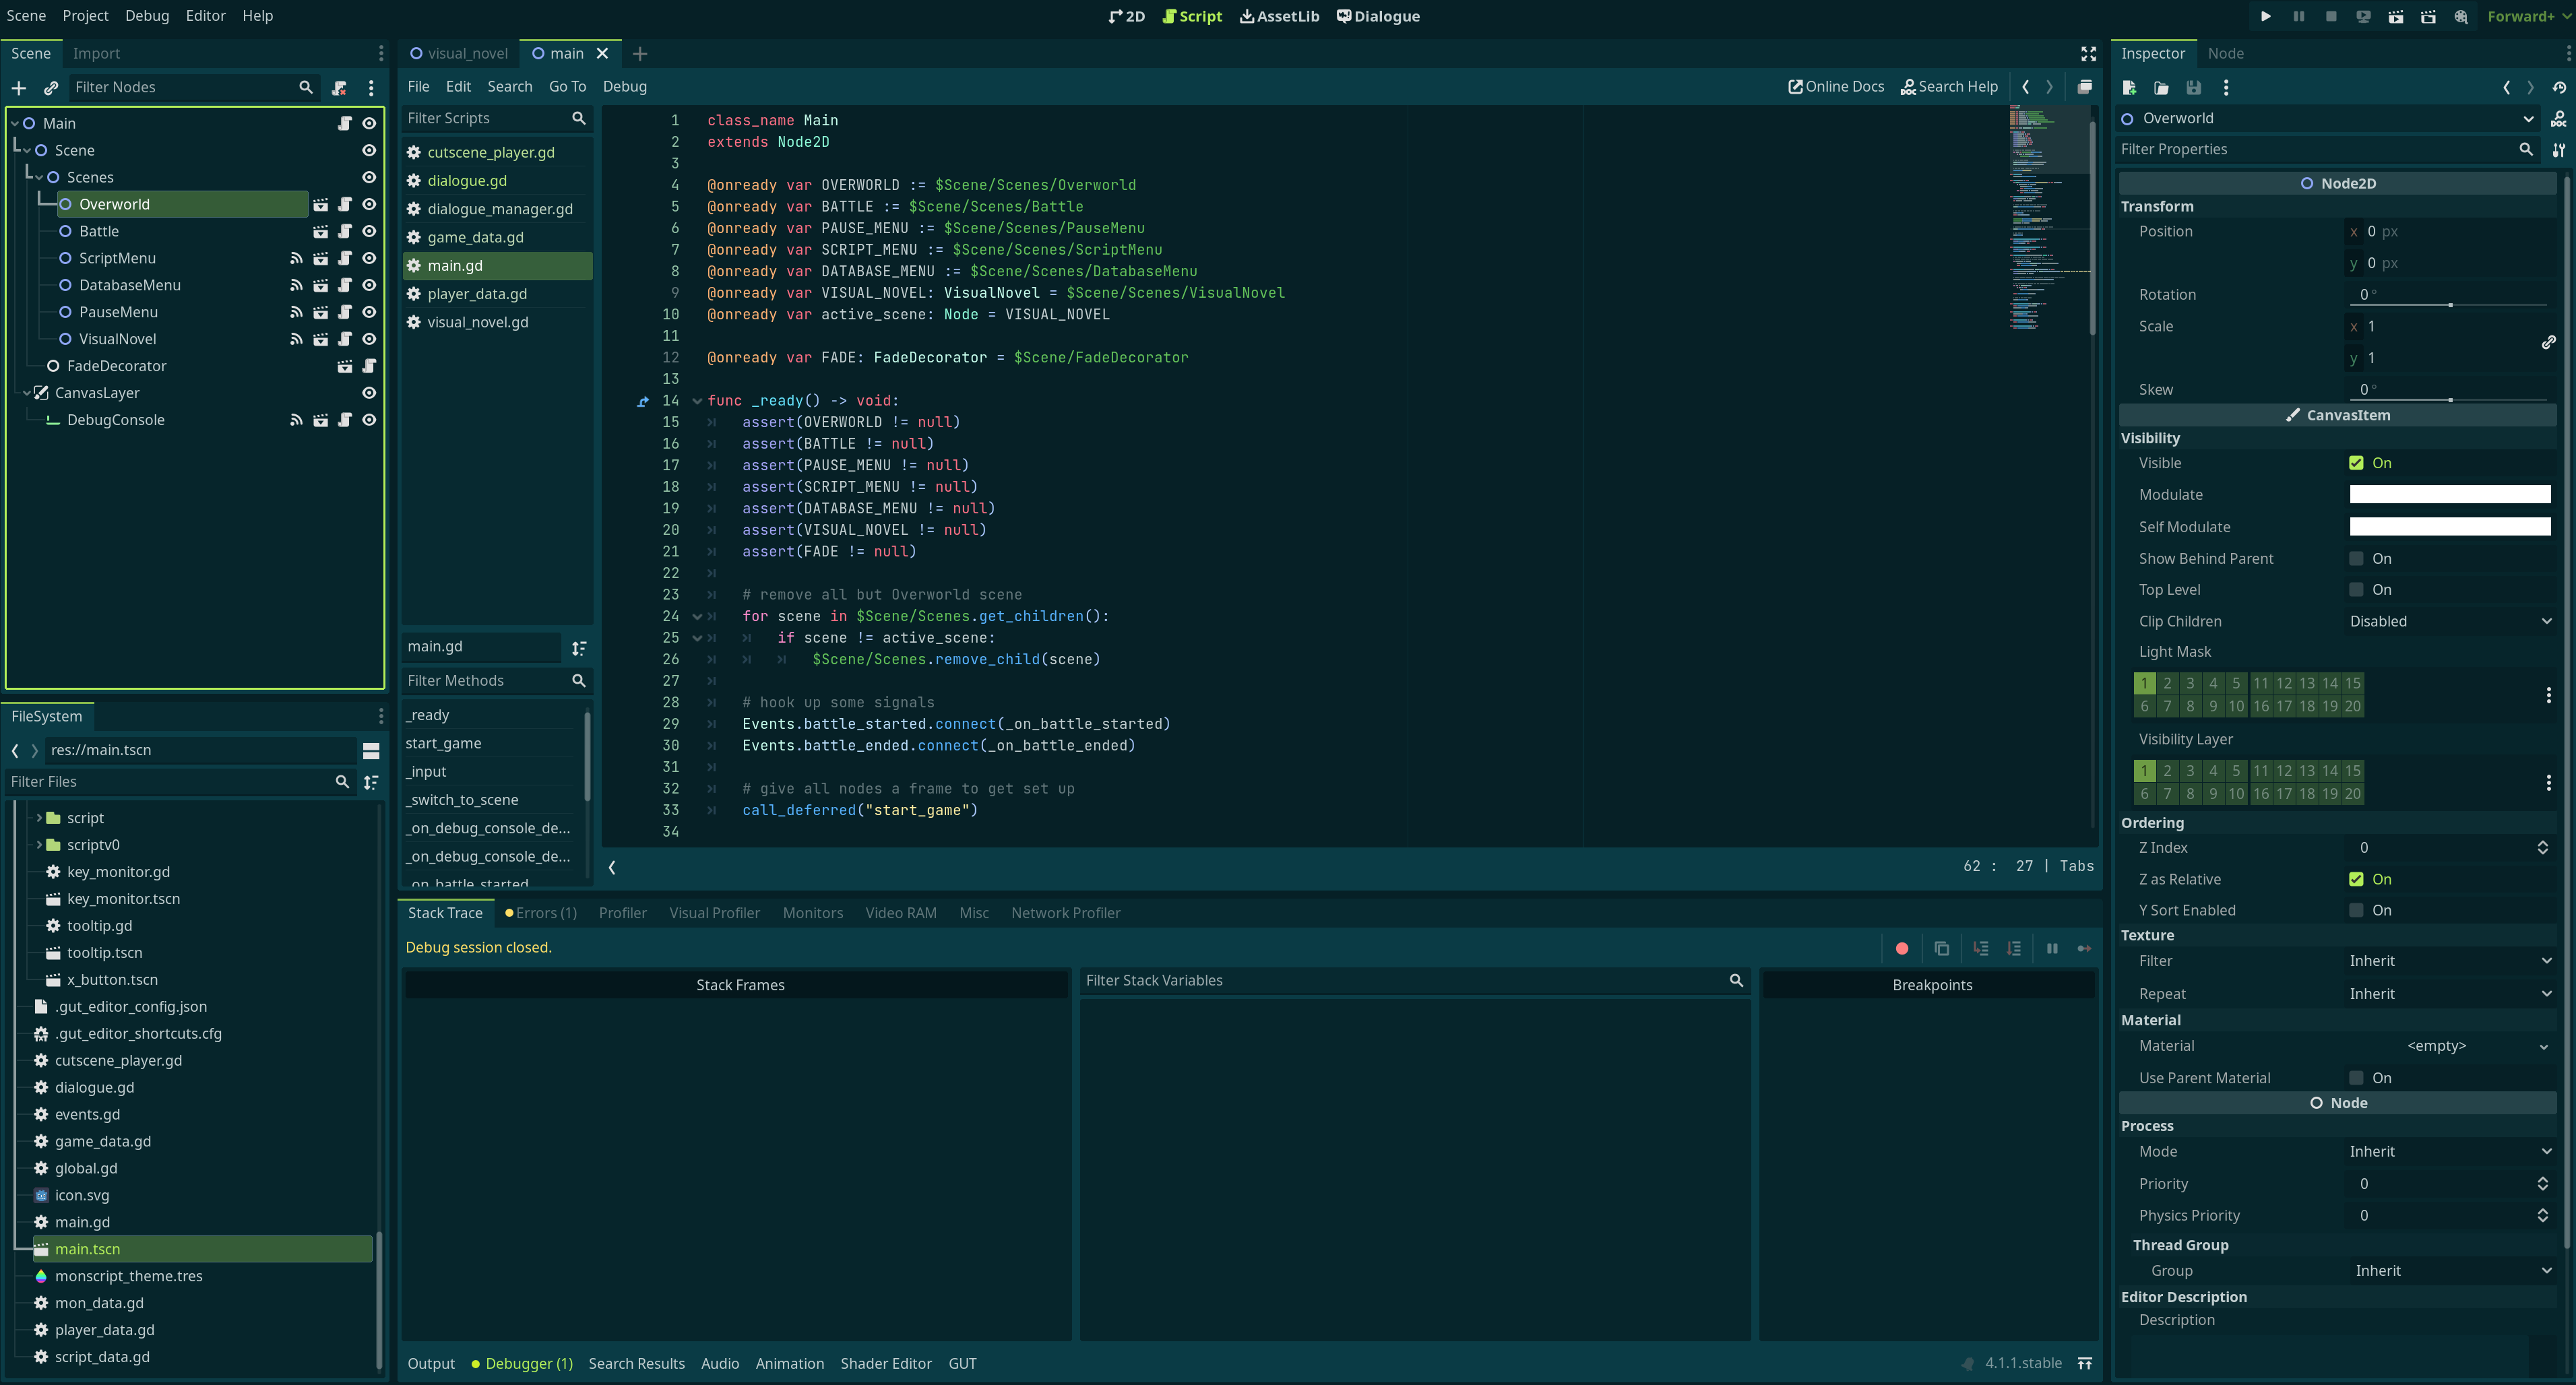 Scene Project Debug Editor Help
2D Script AssetLib Dialogue
Forward+
Scene Import
Filter Nodes
Main
Scene
Scenes
Overworld
Battle
ScriptMenu
DatabaseMenu
PauseMenu
VisualNovel
FadeDecorator
CanvasLayer
DebugConsole
FileSystem
res://main.tscn
Filter Files
script
scriptv0
key_monitor.gd
key_monitor.tscn
tooltip.gd
tooltip.tscn
x_button.tscn
.gut_editor_config.json
.gut_editor_shortcuts.cfg
cutscene_player.gd
dialogue.gd
events.gd
game_data.gd
global.gd
icon.svg
main.gd
main.tscn
monscript_theme.tres
mon_data.gd
player_data.gd
script_data.gd
visual_novel main
File Edit Search Go To Debug
Online Docs Search Help
Filter Scripts
cutscene_player.gd
dialogue.gd
dialogue_manager.gd
game_data.gd
main.gd
player_data.gd
visual_novel.gd
main.gd
Filter Methods
_ready
start_game
_input
_switch_to_scene
_on_debug_console_de...
_on_debug_console_de...
_on_battle_started
1 class_name Main
2 extends Node2D
3
4 @onready var OVERWORLD := $Scene/Scenes/Overworld
5 @onready var BATTLE := $Scene/Scenes/Battle
6 @onready var PAUSE_MENU := $Scene/Scenes/PauseMenu
7 @onready var SCRIPT_MENU := $Scene/Scenes/ScriptMenu
8 @onready var DATABASE_MENU := $Scene/Scenes/DatabaseMenu
9 @onready var VISUAL_NOVEL: VisualNovel = $Scene/Scenes/VisualNovel
10 @onready var active_scene: Node = VISUAL_NOVEL
11
12 @onready var FADE: FadeDecorator = $Scene/FadeDecorator
13
14 func _ready() -> void:
15 assert(OVERWORLD != null)
16 assert(BATTLE != null)
17 assert(PAUSE_MENU != null)
18 assert(SCRIPT_MENU != null)
19 assert(DATABASE_MENU != null)
20 assert(VISUAL_NOVEL != null)
21 assert(FADE != null)
22
23 # remove all but Overworld scene
24 for scene in $Scene/Scenes.get_children():
25 if scene != active_scene:
26 $Scene/Scenes.remove_child(scene)
27
28 # hook up some signals
29 Events.battle_started.connect(_on_battle_started)
30 Events.battle_ended.connect(_on_battle_ended)
31
32 # give all nodes a frame to get set up
33 call_deferred("start_game")
34
62 : 27 | Tabs
Stack Trace Errors (1) Profiler Visual Profiler Monitors Video RAM Misc Network Profiler
Debug session closed.
Stack Frames
Filter Stack Variables
Breakpoints
Output Debugger (1) Search Results Audio Animation Shader Editor GUT
4.1.1.stable
Inspector Node
Overworld
Filter Properties
Node2D
Transform
Position x 0 px
y 0 px
Rotation 0 °
Scale x 1
y 1
Skew 0 °
CanvasItem
Visibility
Visible On
Modulate
Self Modulate
Show Behind Parent On
Top Level On
Clip Children Disabled
Light Mask
1 2 3 4 5 11 12 13 14 15
6 7 8 9 10 16 17 18 19 20
Visibility Layer
1 2 3 4 5 11 12 13 14 15
6 7 8 9 10 16 17 18 19 20
Ordering
Z Index 0
Z as Relative On
Y Sort Enabled On
Texture
Filter Inherit
Repeat Inherit
Material
Material <empty>
Use Parent Material On
Node
Process
Mode Inherit
Priority 0
Physics Priority 0
Thread Group
Group Inherit
Editor Description
Description